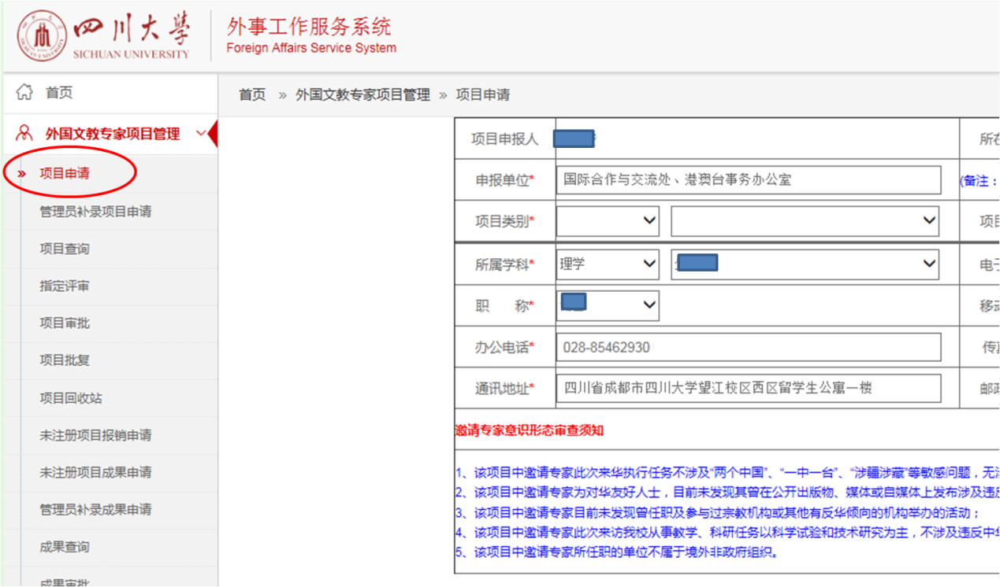 四川大學
SICHUAN UNIVERSITY
外事工作服务系统
Foreign Affairs Service System
首页
外国文教专家项目管理
» 项目申请
管理员补录项目申请
项目查询
指定评审
项目审批
项目批复
项目回收站
未注册项目报销申请
未注册项目成果申请
管理员补录成果申请
成果查询
成果审批
首页 » 外国文教专家项目管理 » 项目申请
项目申报人 所在
申报单位* 国际合作与交流处、港澳台事务办公室 (备注：
项目类别* 项目
所属学科* 理学 电子
职 称* 移动
办公电话* 028-85462930 传真
通讯地址* 四川省成都市四川大学望江校区西区留学生公寓一楼 邮政
邀请专家意识形态审查须知
1、该项目中邀请专家此次来华执行任务不涉及“两个中国”、“一中一台”、“涉疆涉藏”等敏感问题，无
2、该项目中邀请专家为对华友好人士，目前未发现其曾在公开出版物、媒体或自媒体上发布涉及违
3、该项目中邀请专家目前未发现曾任职及参与过宗教机构或其他有反华倾向的机构举办的活动；
4、该项目中邀请专家此次来访我校从事教学、科研任务以科学试验和技术研究为主，不涉及违反中
5、该项目中邀请专家所任职的单位不属于境外非政府组织。